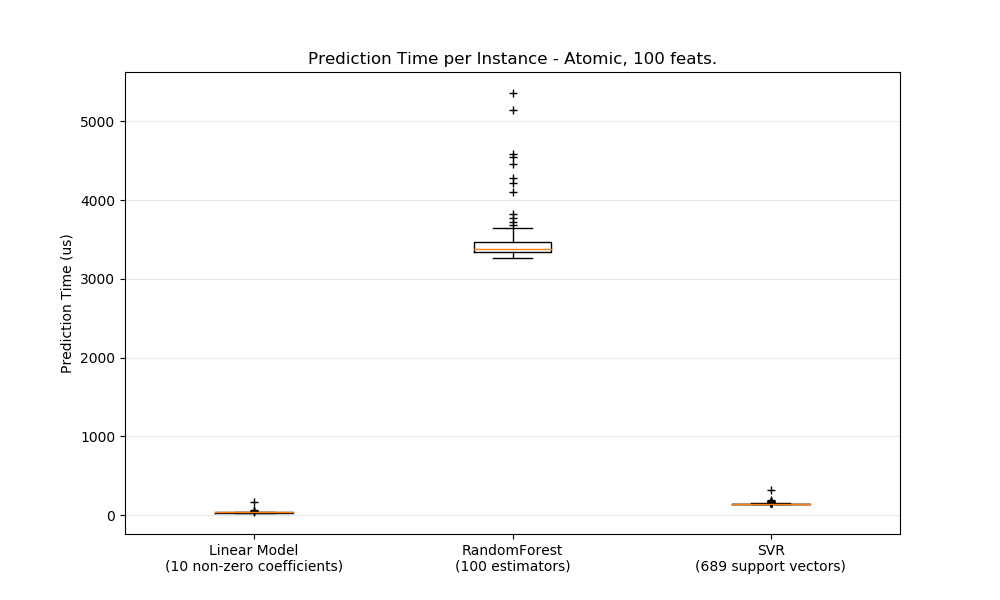 Prediction Time per Instance - Atomic, 100 feats.
Prediction Time (us)
5000
4000
3000
2000
1000
0
Linear Model
(10 non-zero coefficients)
RandomForest
(100 estimators)
SVR
(689 support vectors)